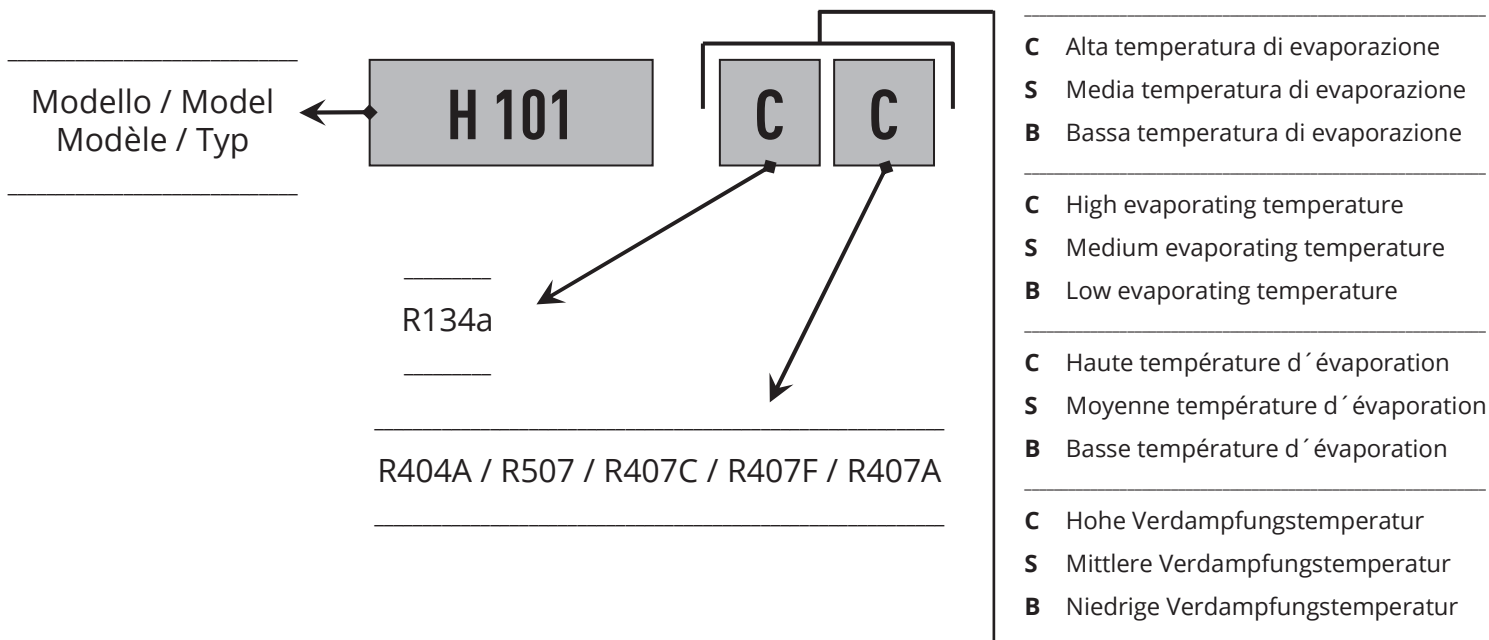 Modello / Model
Modèle / Typ
H 101
C
C
R134a
R404A / R507 / R407C / R407F / R407A
C Alta temperatura di evaporazione
S Media temperatura di evaporazione
B Bassa temperatura di evaporazione
C High evaporating temperature
S Medium evaporating temperature
B Low evaporating temperature
C Haute température d´évaporation
S Moyenne température d´évaporation
B Basse température d´évaporation
C Hohe Verdampfungstemperatur
S Mittlere Verdampfungstemperatur
B Niedrige Verdampfungstemperatur